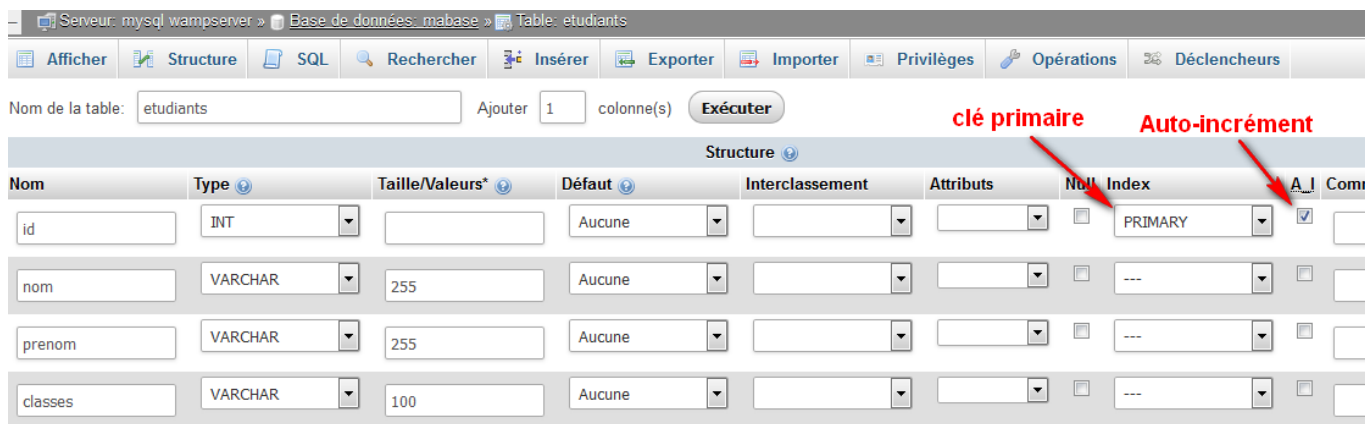 Serveur: mysql wampserver » Base de données: mabase » Table: etudiants
Afficher Structure SQL Rechercher Insérer Exporter Importer Privilèges Opérations Déclencheurs
Nom de la table: etudiants Ajouter 1 colonne(s) Exécuter
clé primaire Auto-incrément
Structure
Nom Type Taille/Valeurs* Défaut Interclassement Attributs Null Index A_I Comm
id INT Aucune PRIMARY
nom VARCHAR 255 Aucune ---
prenom VARCHAR 255 Aucune ---
classes VARCHAR 100 Aucune ---